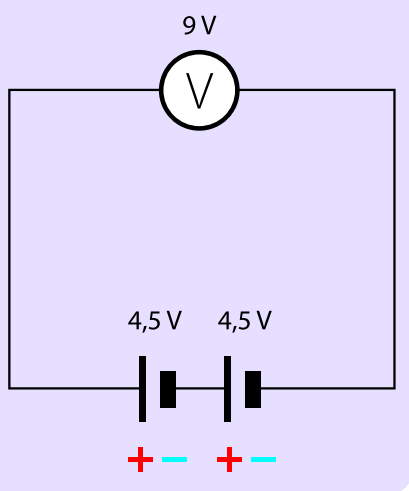 9 V
V
4,5 V 4,5 V
+ − + −